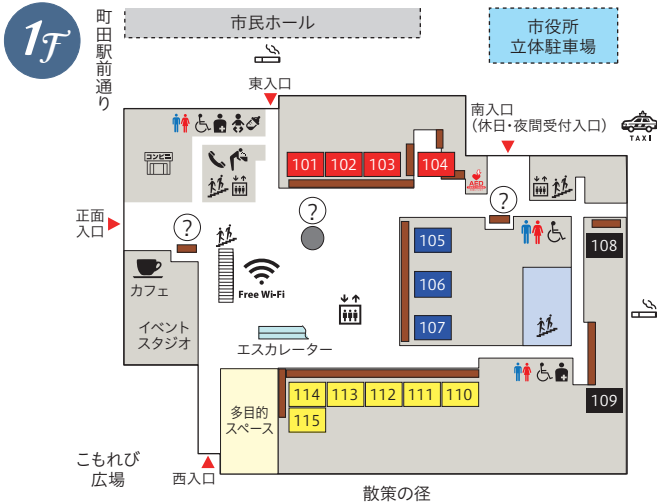 1F
町田駅前通り
市民ホール
市役所
立体駐車場
東入口
南入口
(休日・夜間受付入口)
TAXI
コンビニ
101
102
103
104
AED
正面
入口
?
?
?
105
106
107
108
カフェ
Free Wi-Fi
イベント
スタジオ
エスカレーター
109
多目的
スペース
114
113
112
111
110
115
こもれび
広場
西入口
散策の径